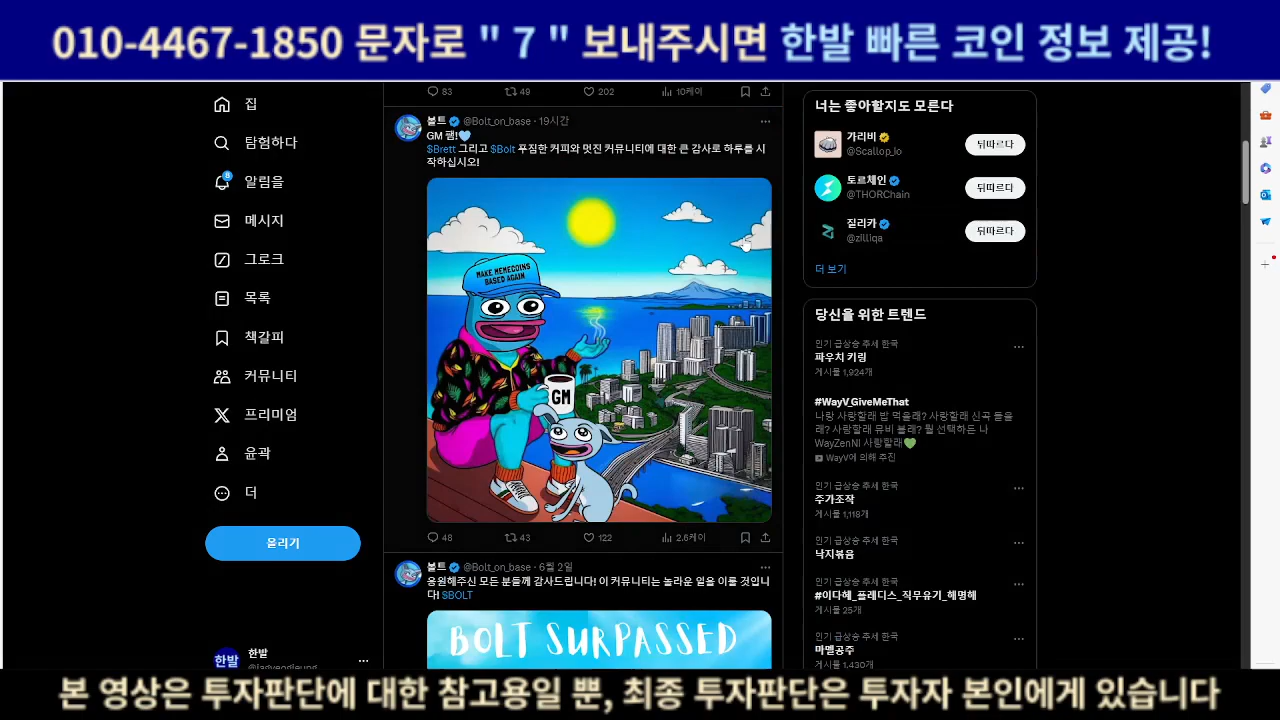 010-4467-1850 문자로 " 7 " 보내주시면 한발 빠른 코인 정보 제공!
집
탐험하다
8
알림을
메시지
그로크
목록
책갈피
커뮤니티
프리미엄
윤곽
더
올리기
한발
한발
83
49
202
10케이
볼트 @Bolt_on_base · 19시간
GM 팸!🩵
$Brett 그리고 $Bolt 푸짐한 커피와 멋진 커뮤니티에 대한 큰 감사로 하루를 시
작하십시오!
MAKE MEMECOINS
BASED AGAIN
GM
48
43
122
2.6케이
볼트 @Bolt_on_base · 6월 2일
응원해주신 모든 분들께 감사드립니다! 이 커뮤니티는 놀라운 일을 이룰 것입니
다! $BOLT
BOLT SURPASSED
너는 좋아할지도 모른다
가리비
@Scallop_io
뒤따르다
토르체인
@THORChain
뒤따르다
질리카
@zilliqa
뒤따르다
더 보기
당신을 위한 트렌드
인기 급상승 추세 한국
파우치 키링
게시물 1,924개
#WayV_GiveMeThat
나랑 사랑할래 밥 먹을래? 사랑할래 신곡 들을
래? 사랑할래 뮤비 볼래? 뭘 선택하든 나
WayZenNI 사랑할래💚
WayV에 의해 추진
인기 급상승 추세 한국
주가조작
게시물 1,118개
인기 급상승 추세 한국
낙지볶음
인기 급상승 추세 한국
#이다혜_플레디스_직무유기_해명해
게시물 25개
인기 급상승 추세 한국
마멜공주
게시물 1,430개
본 영상은 투자판단에 대한 참고용일 뿐, 최종 투자판단은 투자자 본인에게 있습니다